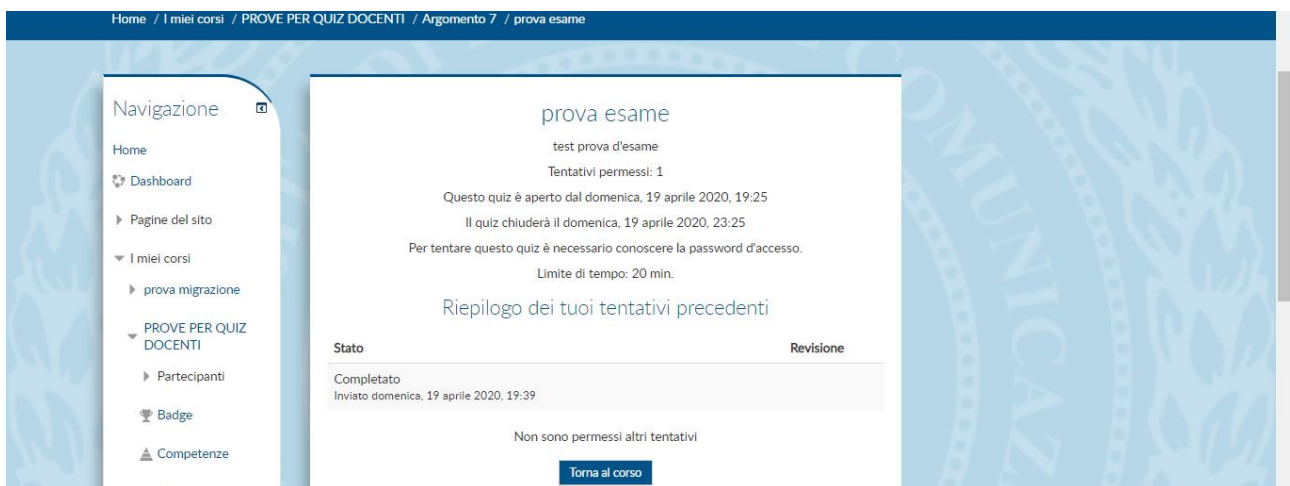 Home / I miei corsi / PROVE PER QUIZ DOCENTI / Argomento 7 / prova esame
Navigazione
Home
Dashboard
Pagine del sito
I miei corsi
prova migrazione
PROVE PER QUIZ
DOCENTI
Partecipanti
Badge
Competenze
prova esame
test prova d'esame
Tentativi permessi: 1
Questo quiz è aperto dal domenica, 19 aprile 2020, 19:25
Il quiz chiuderà il domenica, 19 aprile 2020, 23:25
Per tentare questo quiz è necessario conoscere la password d'accesso.
Limite di tempo: 20 min.
Riepilogo dei tuoi tentativi precedenti
Stato Revisione
Completato
Inviato domenica, 19 aprile 2020, 19:39
Non sono permessi altri tentativi
Torna al corso